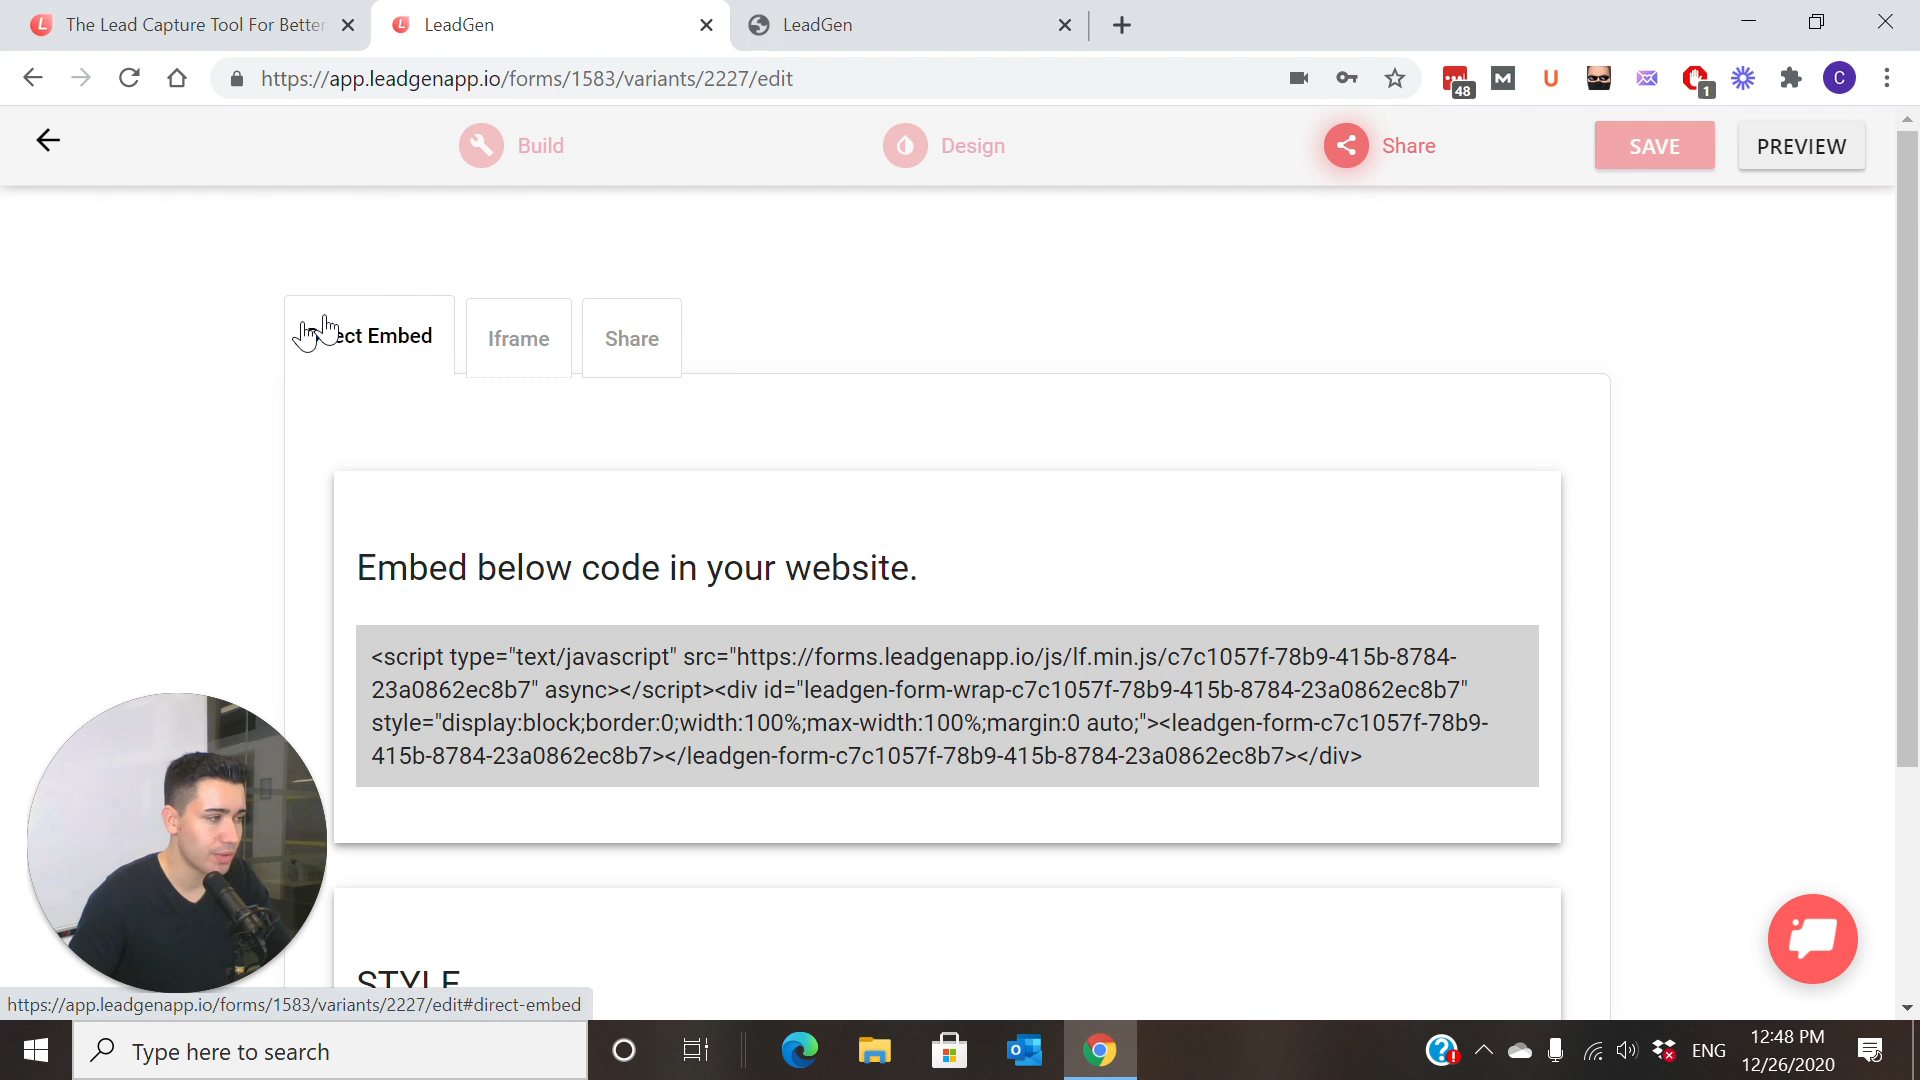 The Lead Capture Tool For Better
LeadGen
LeadGen
https://app.leadgenapp.io/forms/1583/variants/2227/edit
48
M
U
1
C
Build
Design
Share
SAVE
PREVIEW
ect Embed
Iframe
Share
Embed below code in your website.
<script type="text/javascript" src="https://forms.leadgenapp.io/js/lf.min.js/c7c1057f-78b9-415b-8784-
23a0862ec8b7" async></script><div id="leadgen-form-wrap-c7c1057f-78b9-415b-8784-23a0862ec8b7"
style="display:block;border:0;width:100%;max-width:100%;margin:0 auto;"><leadgen-form-c7c1057f-78b9-
415b-8784-23a0862ec8b7></leadgen-form-c7c1057f-78b9-415b-8784-23a0862ec8b7></div>
STYLE
https://app.leadgenapp.io/forms/1583/variants/2227/edit#direct-embed
Type here to search
ENG
12:48 PM
12/26/2020